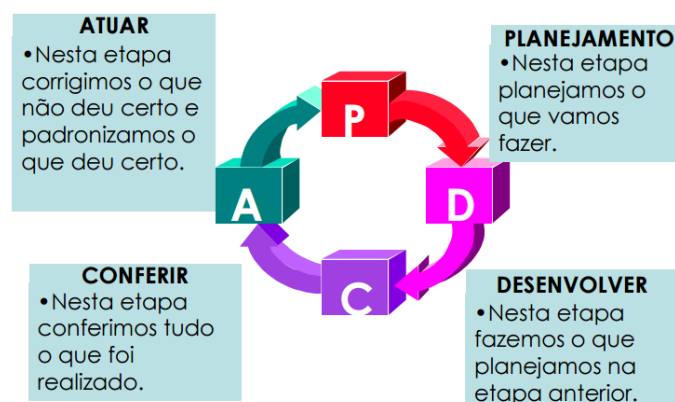 ATUAR
•Nesta etapa
corrigimos o que
não deu certo e
padronizamos o
que deu certo.
PLANEJAMENTO
•Nesta etapa
planejamos o
que vamos
fazer.
P
A
D
C
CONFERIR
•Nesta etapa
conferimos tudo
o que foi
realizado.
DESENVOLVER
•Nesta etapa
fazemos o que
planejamos na
etapa anterior.